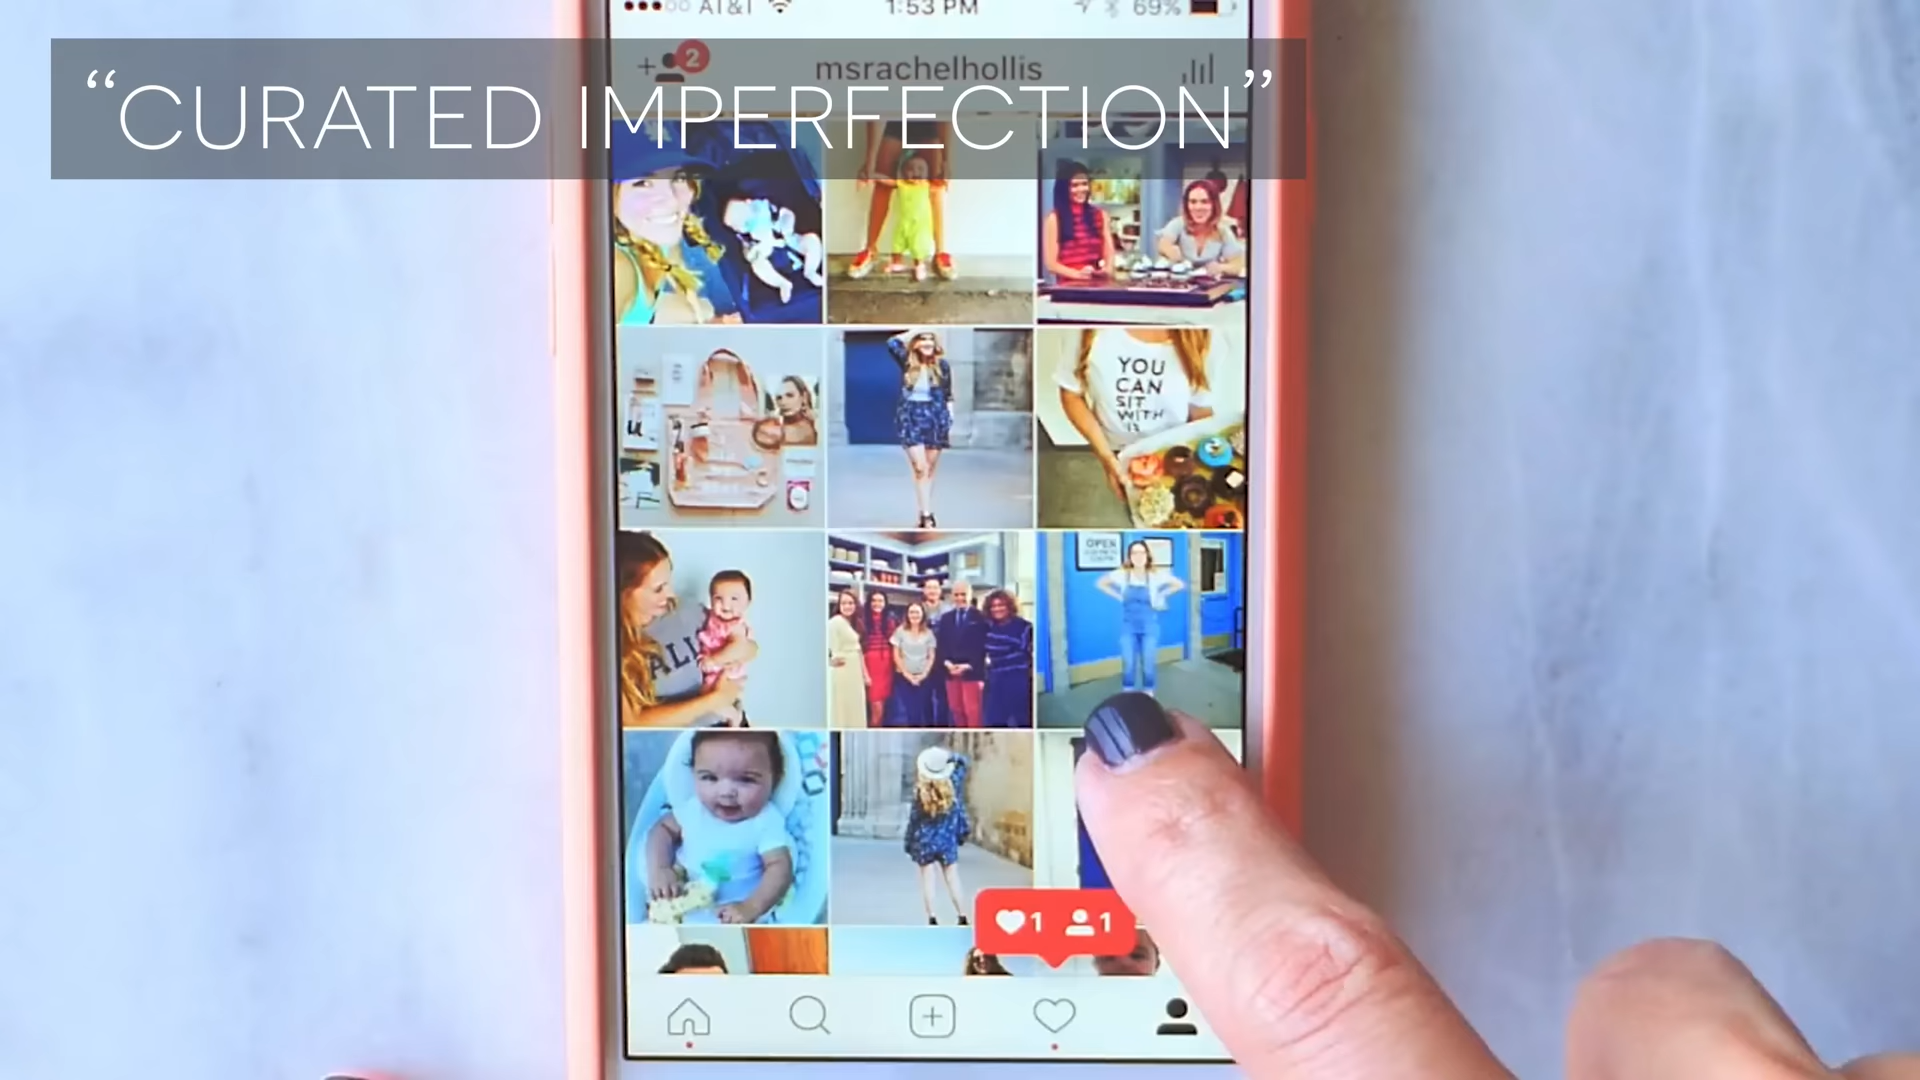 AT&T 1:53 PM 69%
2 msrachelhollis
“CURATED IMPERFECTION”
YOU
CAN
SIT
WITH
OPEN
1 1